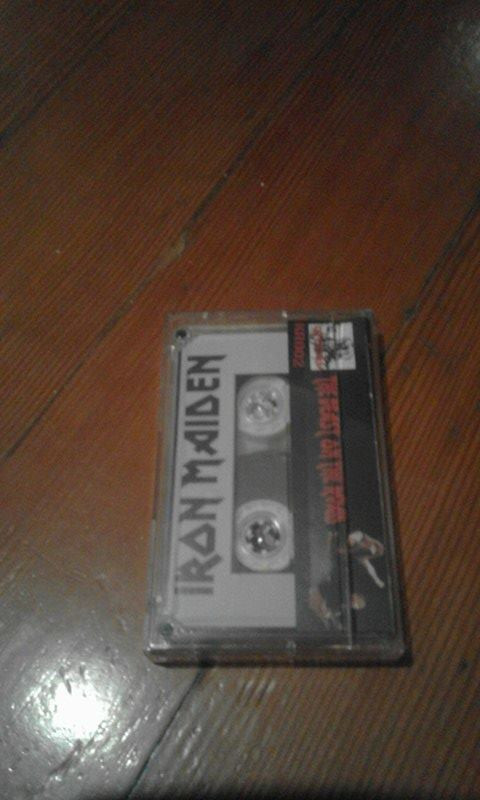 IRON MAIDEN
THE BEAST ON THE ROAD